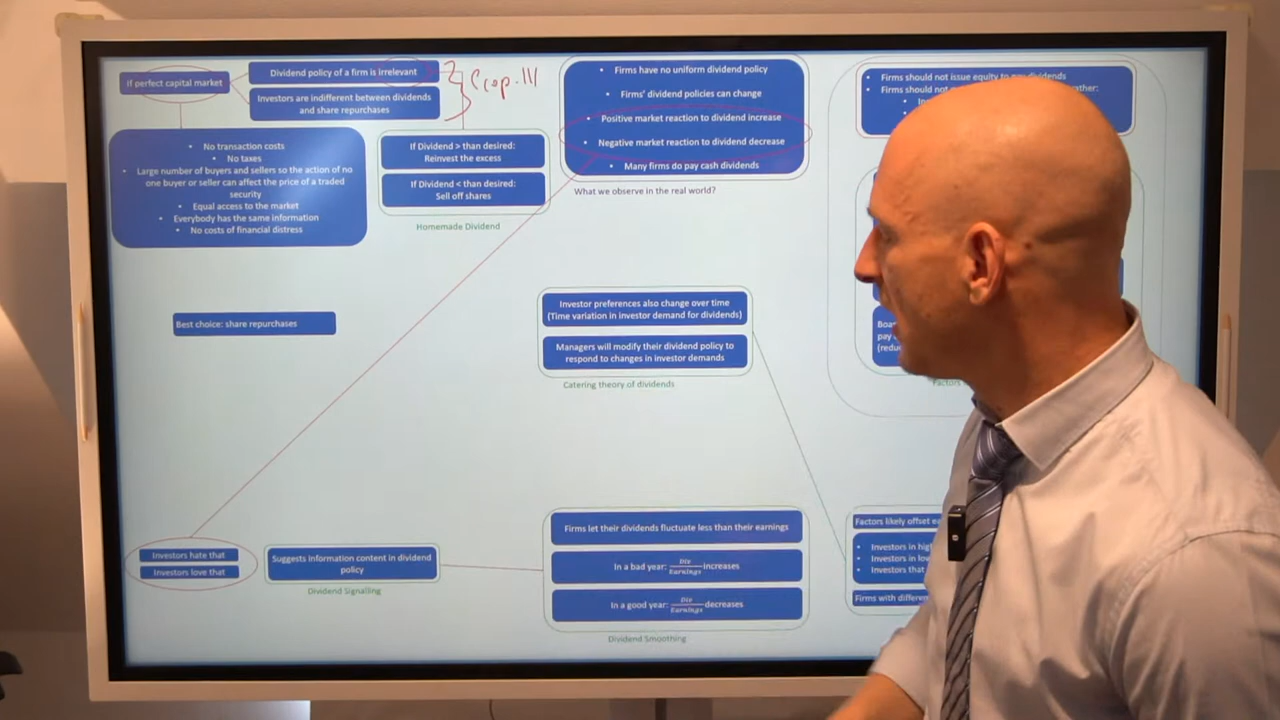 If perfect capital market
Dividend policy of a firm is irrelevant
Investors are indifferent between dividends
and share repurchases
Prop. III
• No transaction costs
• No taxes
• Large number of buyers and sellers so the action of no
one buyer or seller can affect the price of a traded
security
• Equal access to the market
• Everybody has the same information
• No costs of financial distress
If Dividend > than desired:
Reinvest the excess
If Dividend < than desired:
Sell off shares
Homemade Dividend
• Firms have no uniform dividend policy
• Firms' dividend policies can change
• Positive market reaction to dividend increase
• Negative market reaction to dividend decrease
• Many firms do pay cash dividends
What we observe in the real world?
• Firms should not issue equity to pay dividends
• Firms should not
Best choice: share repurchases
Investor preferences also change over time
(Time variation in investor demand for dividends)
Managers will modify their dividend policy to
respond to changes in investor demands
Catering theory of dividends
pay
Factors
Investors hate that
Investors love that
Suggests information content in dividend
policy
Dividend Signalling
Firms let their dividends fluctuate less than their earnings
In a bad year: Div/Earnings increases
In a good year: Div/Earnings decreases
Dividend Smoothing
Factors likely offset
• Investors in
• Investors in
• Investors that
Firms with